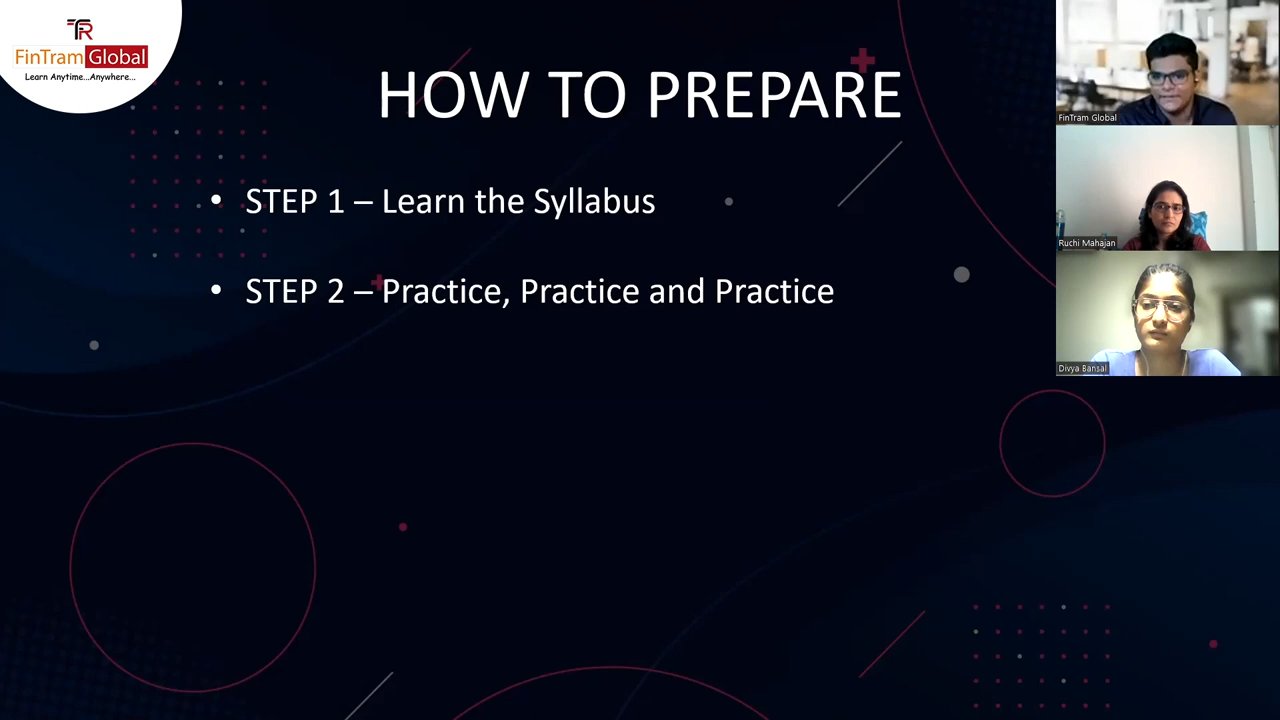 TR
FinTram Global
Learn Anytime...Anywhere...
HOW TO PREPARE
• STEP 1 – Learn the Syllabus
• STEP 2 – Practice, Practice and Practice
FinTram Global
Ruchi Mahajan
Divya Bansal